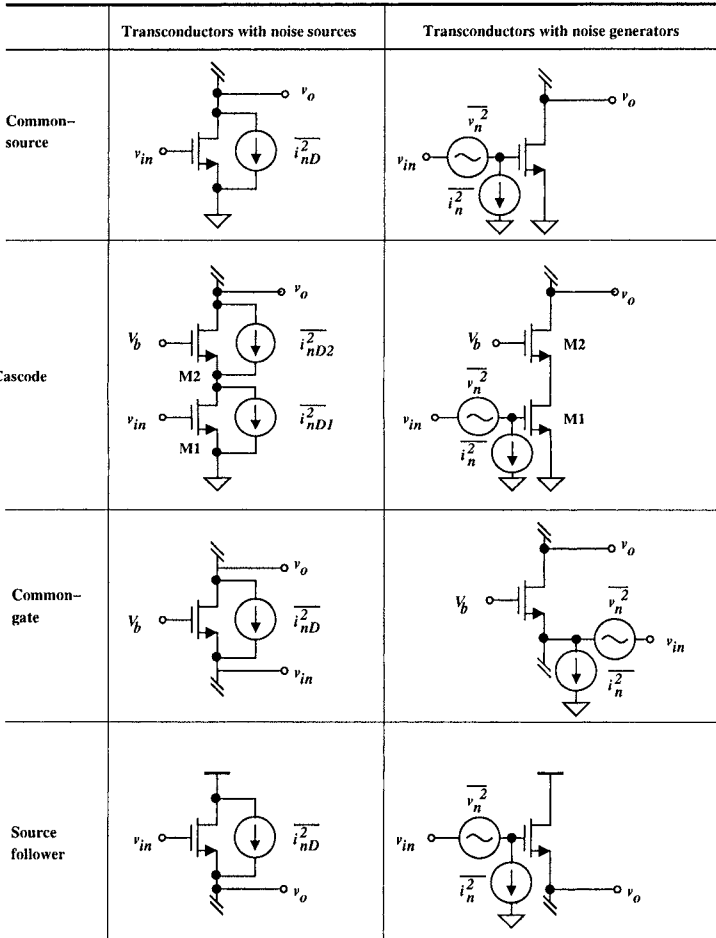 Transconductors with noise sources
Transconductors with noise generators
Common–
source
v_o
v_in
i_nD^2
v_o
v_n^2
v_in
i_n^2
Cascode
v_o
V_b
i_nD2^2
M2
v_in
i_nD1^2
M1
v_o
V_b
M2
v_n^2
v_in
M1
i_n^2
Common–
gate
v_o
V_b
i_nD^2
v_in
v_o
V_b
v_n^2
v_in
i_n^2
Source
follower
v_in
i_nD^2
v_o
v_n^2
v_in
i_n^2
v_o